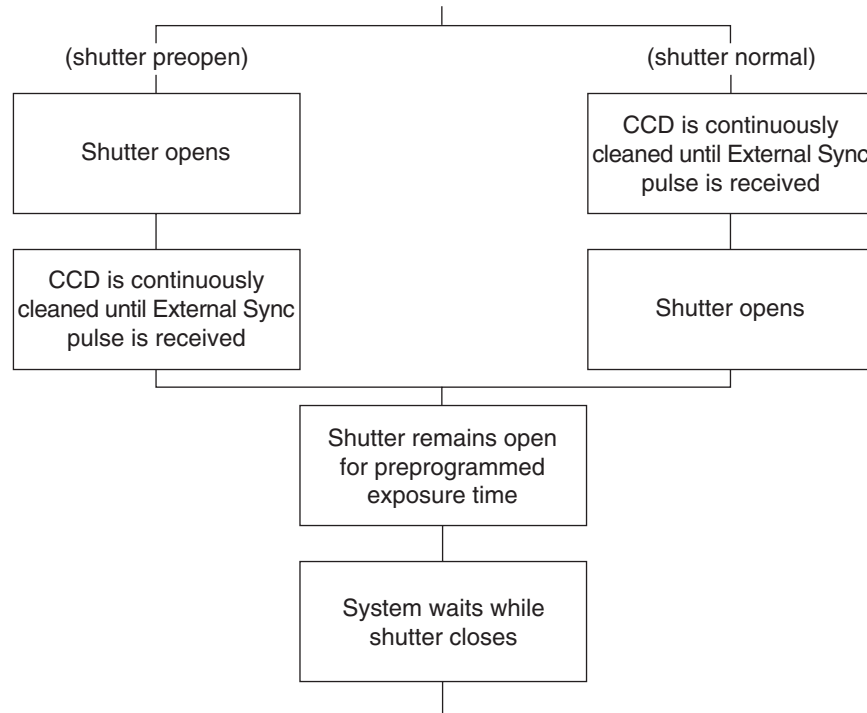 (shutter preopen)
(shutter normal)
Shutter opens
CCD is continuously
cleaned until External Sync
pulse is received
CCD is continuously
cleaned until External Sync
pulse is received
Shutter opens
Shutter remains open
for preprogrammed
exposure time
System waits while
shutter closes